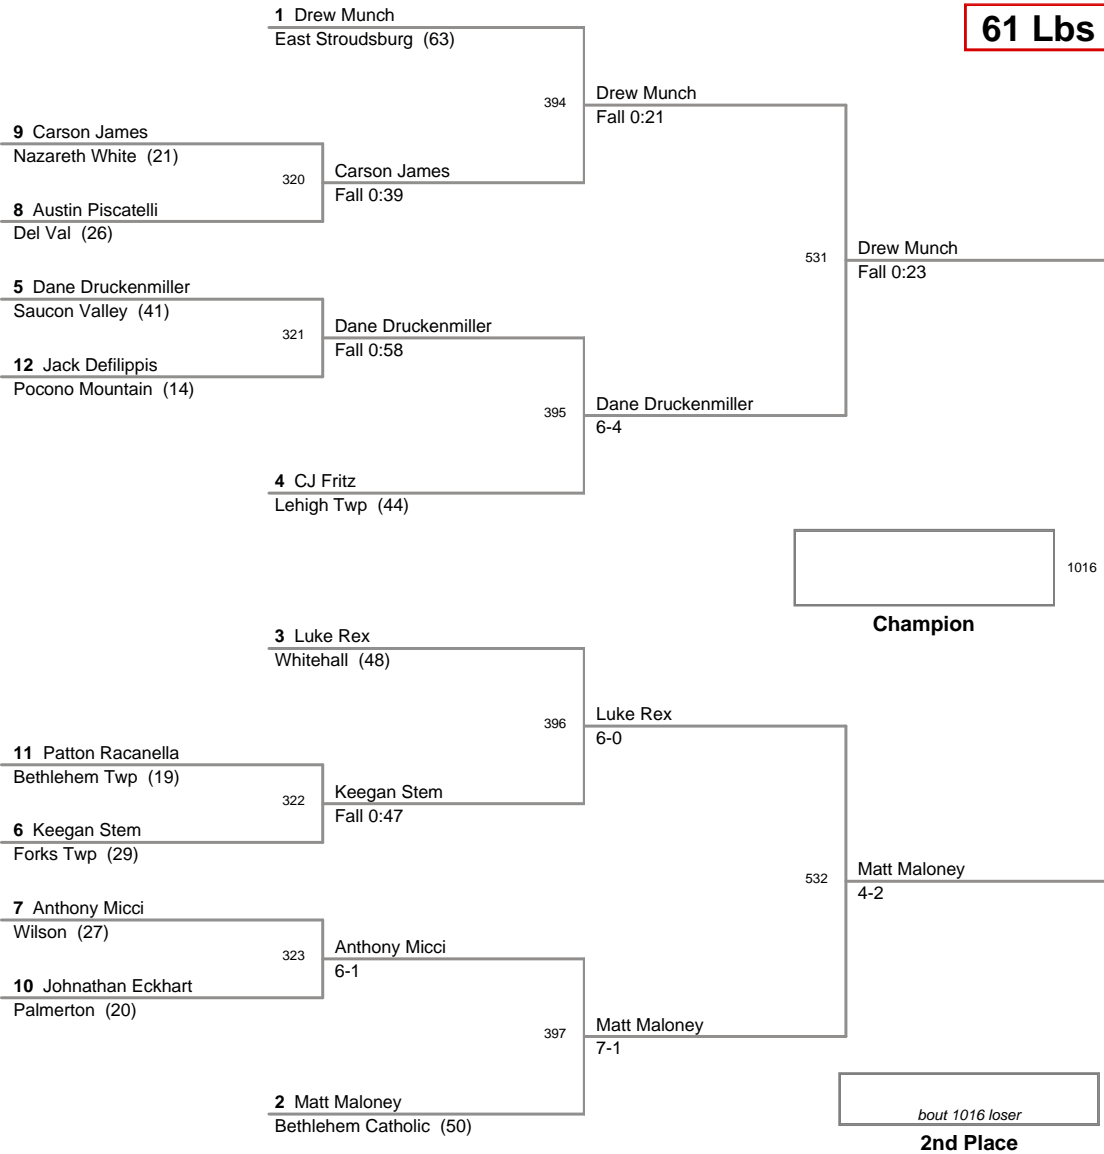 1 Drew Munch
61 Lbs
East Stroudsburg (63)
Drew Munch
394
Fall 0:21
9 Carson James
Nazareth White (21)
Carson James
320
Fall 0:39
8 Austin Piscatelli
Del Val (26)
Drew Munch
531
Fall 0:23
5 Dane Druckenmiller
Saucon Valley (41)
Dane Druckenmiller
321
Fall 0:58
12 Jack Defilippis
Pocono Mountain (14)
Dane Druckenmiller
395
6-4
4 CJ Fritz
Lehigh Twp (44)
1016
Champion
3 Luke Rex
Whitehall (48)
Luke Rex
396
6-0
11 Patton Racanella
Bethlehem Twp (19)
Keegan Stem
322
Fall 0:47
6 Keegan Stem
Forks Twp (29)
Matt Maloney
532
4-2
7 Anthony Micci
Wilson (27)
Anthony Micci
323
6-1
10 Johnathan Eckhart
Palmerton (20)
Matt Maloney
397
7-1
2 Matt Maloney
Bethlehem Catholic (50)
bout 1016 loser
2nd Place